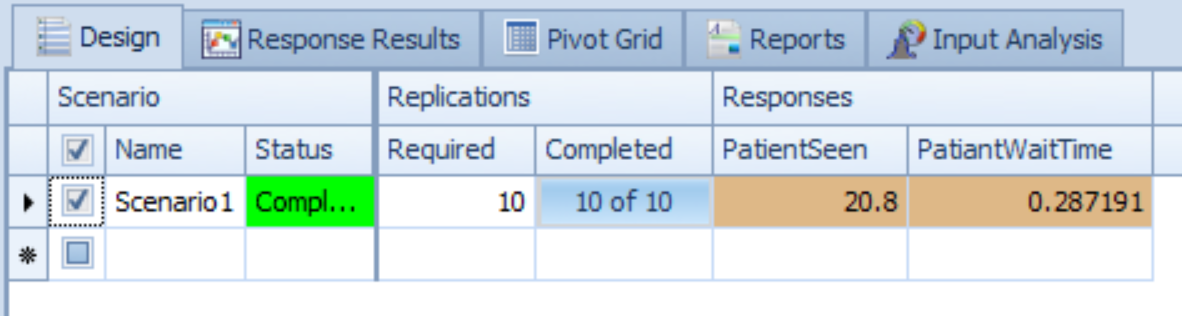 Design Response Results Pivot Grid Reports Input Analysis
Scenario Replications Responses
Name Status Required Completed PatientSeen PatiantWaitTime
Scenario1 Compl... 10 10 of 10 20.8 0.287191